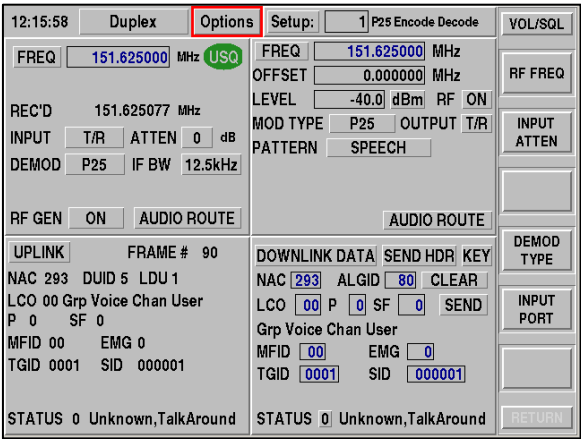 12:15:58 Duplex Options Setup: 1 P25 Encode Decode VOL/SQL
FREQ 151.625000 MHz USQ
REC'D 151.625077 MHz
INPUT T/R ATTEN 0 dB
DEMOD P25 IF BW 12.5kHz
RF GEN ON AUDIO ROUTE
FREQ 151.625000 MHz
OFFSET 0.000000 MHz
LEVEL -40.0 dBm RF ON
MOD TYPE P25 OUTPUT T/R
PATTERN SPEECH
AUDIO ROUTE
UPLINK FRAME # 90
NAC 293 DUID 5 LDU 1
LCO 00 Grp Voice Chan User
P 0 SF 0
MFID 00 EMG 0
TGID 0001 SID 000001
STATUS 0 Unknown,TalkAround
DOWNLINK DATA SEND HDR KEY
NAC 293 ALGID 80 CLEAR
LCO 00 P 0 SF 0 SEND
Grp Voice Chan User
MFID 00 EMG 0
TGID 0001 SID 000001
STATUS 0 Unknown,TalkAround
RF FREQ
INPUT
ATTEN
DEMOD
TYPE
INPUT
PORT
RETURN